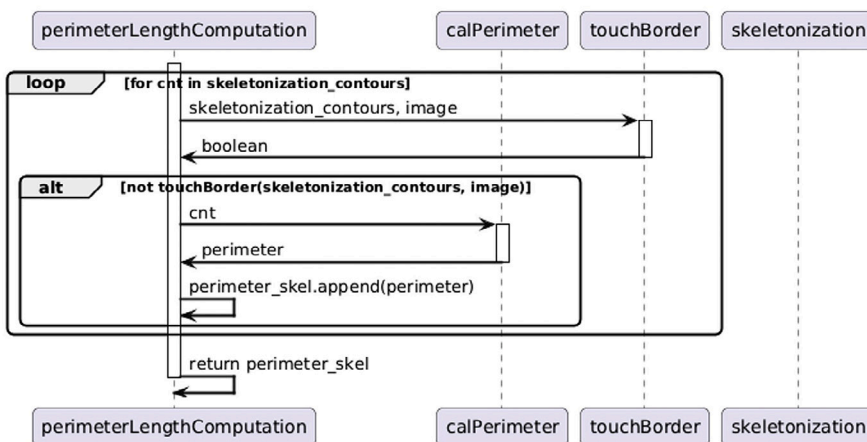 perimeterLengthComputation calPerimeter touchBorder skeletonization
loop [for cnt in skeletonization_contours]
skeletonization_contours, image
boolean
alt [not touchBorder(skeletonization_contours, image)]
cnt
perimeter
perimeter_skel.append(perimeter)
return perimeter_skel
perimeterLengthComputation calPerimeter touchBorder skeletonization